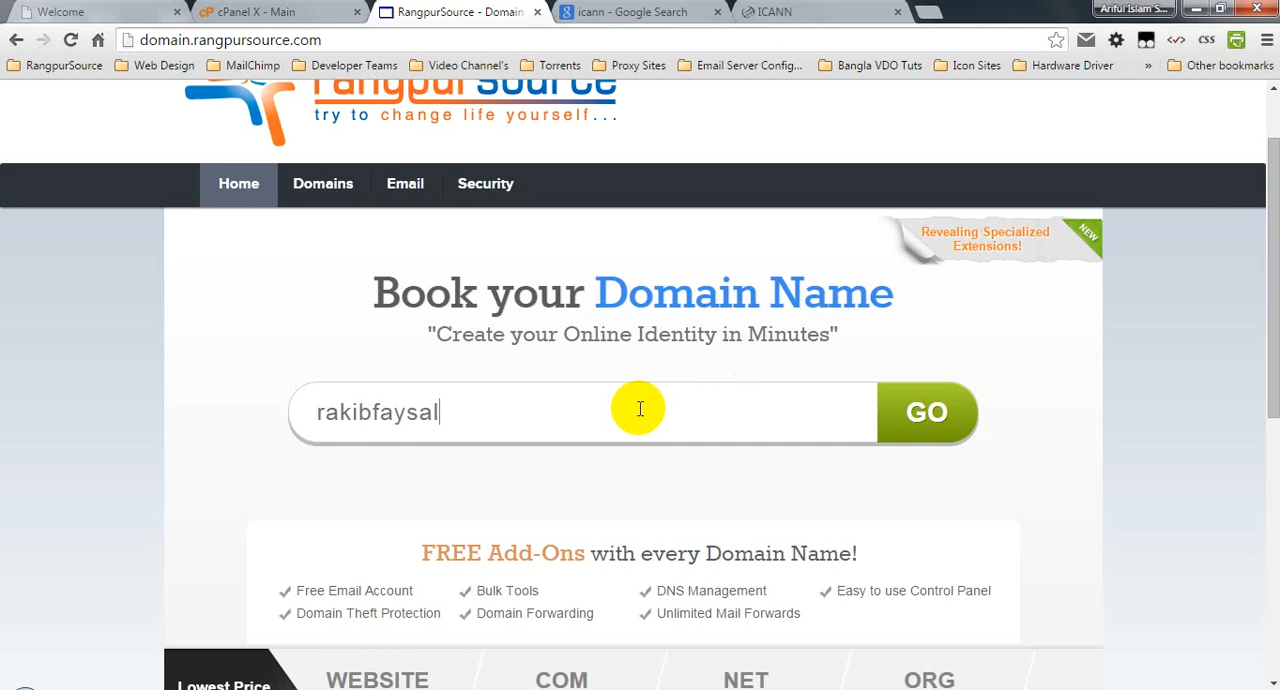 Welcome
cPanel X - Main
RangpurSource - Domain
icann - Google Search
ICANN
Ariful Islam S...
domain.rangpursource.com
CSS
RangpurSource
Web Design
MailChimp
Developer Teams
Video Channel's
Torrents
Proxy Sites
Email Server Config...
Bangla VDO Tuts
Icon Sites
Hardware Driver
»
Other bookmarks
rangpur source
try to change life yourself...
Home
Domains
Email
Security
Revealing Specialized
Extensions!
NEW
Book your Domain Name
"Create your Online Identity in Minutes"
rakibfaysal
GO
FREE Add-Ons with every Domain Name!
Free Email Account
Bulk Tools
DNS Management
Easy to use Control Panel
Domain Theft Protection
Domain Forwarding
Unlimited Mail Forwards
Lowest Price
WEBSITE
COM
NET
ORG